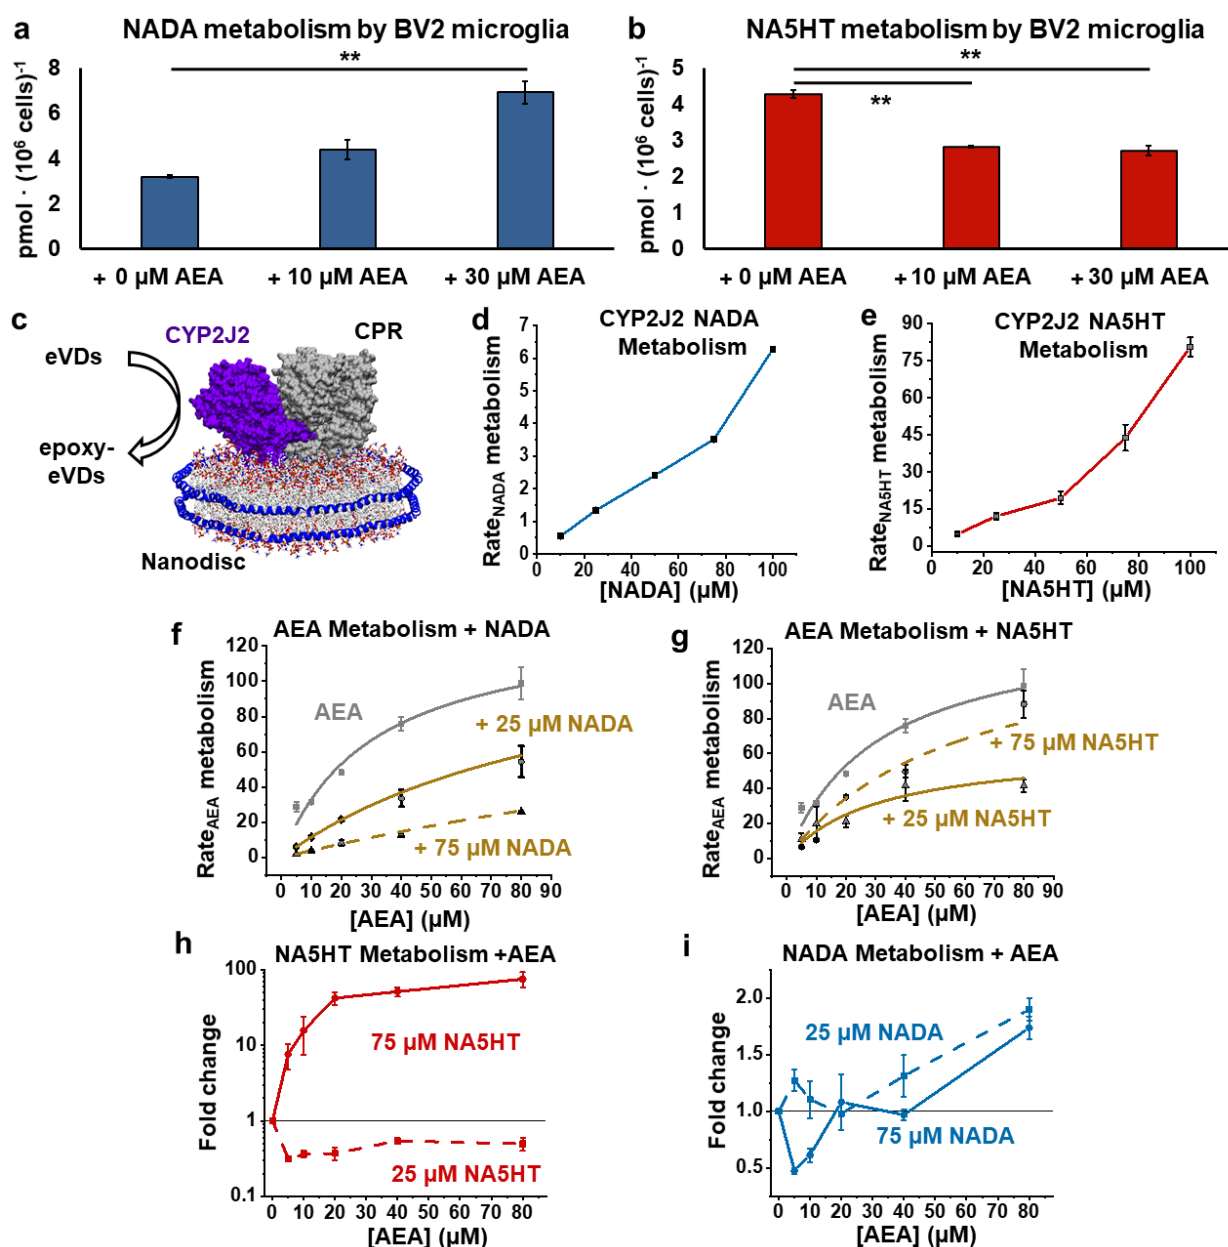 a NADA metabolism by BV2 microglia
pmol · (10⁶ cells)⁻¹
8
6
4
2
0
**
+ 0 µM AEA + 10 µM AEA + 30 µM AEA
b NA5HT metabolism by BV2 microglia
pmol · (10⁶ cells)⁻¹
5
4
3
2
1
0
**
**
+ 0 µM AEA + 10 µM AEA + 30 µM AEA
c
CYP2J2
CPR
eVDs
epoxy-
eVDs
Nanodisc
d
CYP2J2 NADA
Metabolism
Rate NADA metabolism
7
6
5
4
3
2
1
0
0 20 40 60 80 100
[NADA] (µM)
e
CYP2J2 NA5HT
Metabolism
Rate NA5HT metabolism
90
75
60
45
30
15
0
0 20 40 60 80 100
[NA5HT] (µM)
f
AEA Metabolism + NADA
Rate AEA metabolism
120
100
80
60
40
20
0
AEA
+ 25 µM NADA
+ 75 µM NADA
0 10 20 30 40 50 60 70 80 90
[AEA] (µM)
g
AEA Metabolism + NA5HT
Rate AEA metabolism
120
100
80
60
40
20
0
AEA
+ 75 µM NA5HT
+ 25 µM NA5HT
0 10 20 30 40 50 60 70 80 90
[AEA] (µM)
h
NA5HT Metabolism +AEA
Fold change
100
10
1
0.1
75 µM NA5HT
25 µM NA5HT
0 10 20 30 40 50 60 70 80
[AEA] (µM)
i
NADA Metabolism + AEA
Fold change
2.0
1.5
1.0
0.5
25 µM NADA
75 µM NADA
0 10 20 30 40 50 60 70 80
[AEA] (µM)